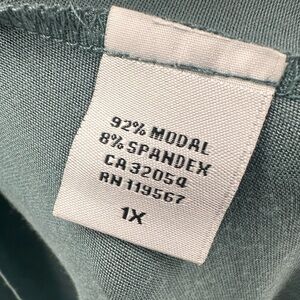 92% MODAL
8% SPANDEX
CA 32054
RN 119567
1X